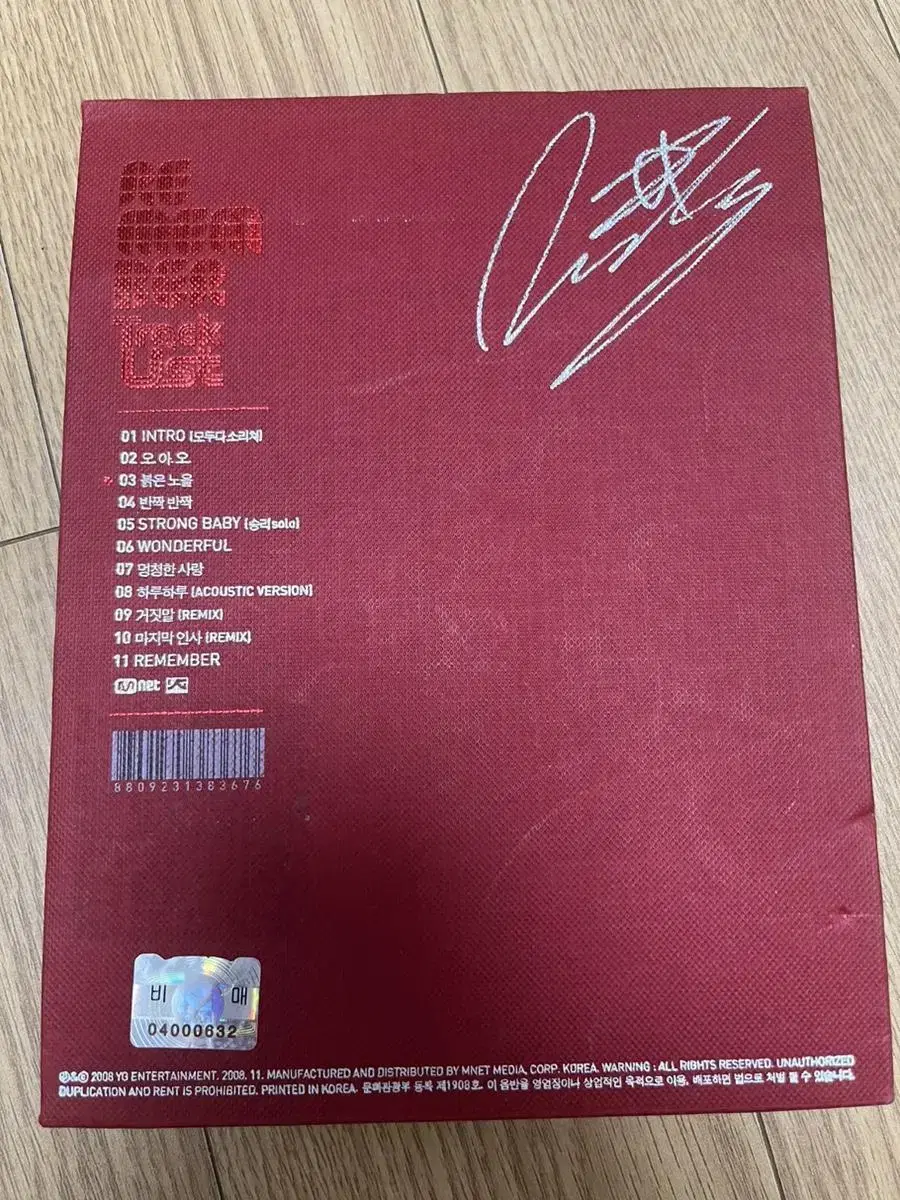 RE
MEM
BER
Track
List
01 INTRO (모두다 소리쳐)
02 오.아.오
03 붉은 노을
04 반짝 반짝
05 STRONG BABY (승리solo)
06 WONDERFUL
07 멍청한 사랑
08 하루하루 (ACOUSTIC VERSION)
09 거짓말 (REMIX)
10 마지막 인사 (REMIX)
11 REMEMBER
Mnet YG
8809231383676
비 매
04000632
℗&© 2008 YG ENTERTAINMENT. 2008. 11. MANUFACTURED AND DISTRIBUTED BY MNET MEDIA, CORP. KOREA. WARNING : ALL RIGHTS RESERVED. UNAUTHORIZED
DUPLICATION AND RENT IS PROHIBITED. PRINTED IN KOREA. 문화관광부 등록 제1908호. 이 음반을 영업집이나 상업적인 목적으로 이용, 배포하면 법으로 처벌 될 수 있습니다.